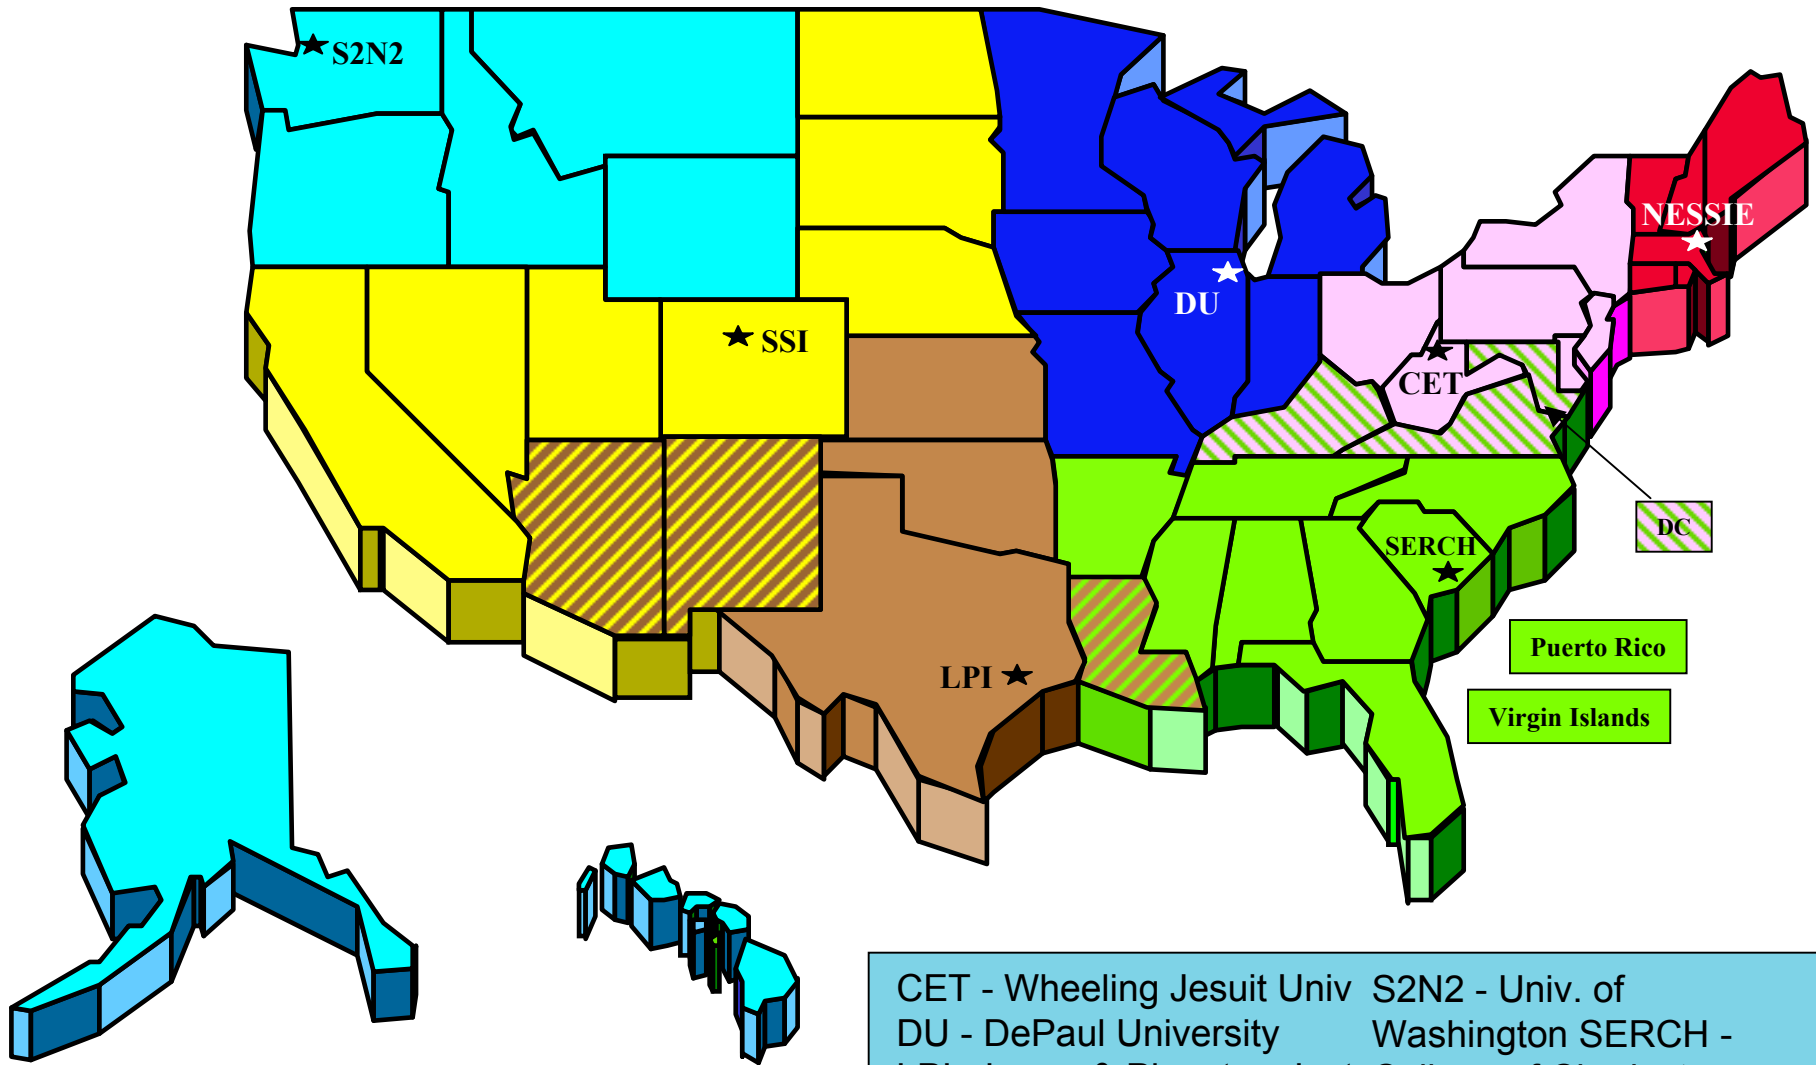 S2N2
NESSIE
DU
SSI
CET
DC
SERCH
Puerto Rico
LPI
Virgin Islands
CET - Wheeling Jesuit Univ
DU - DePaul University
S2N2 - Univ. of
Washington SERCH -